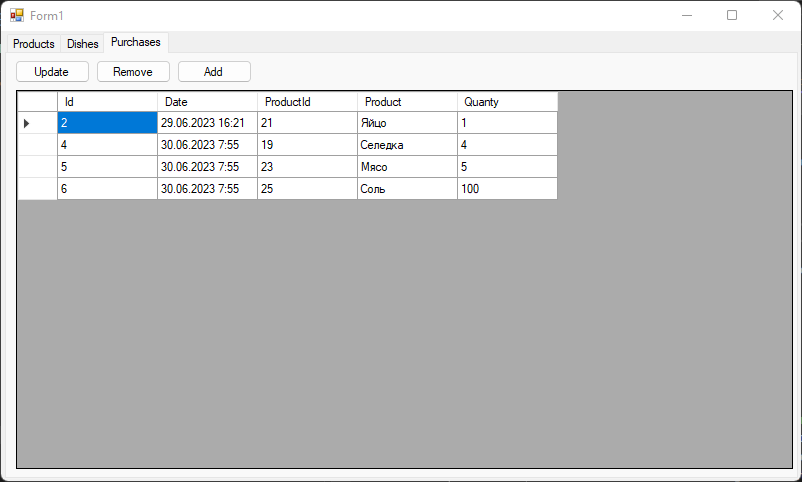 Form1
Products Dishes Purchases
Update Remove Add
Id Date ProductId Product Quanty
2 29.06.2023 16:21 21 Яйцо 1
4 30.06.2023 7:55 19 Селедка 4
5 30.06.2023 7:55 23 Мясо 5
6 30.06.2023 7:55 25 Соль 100